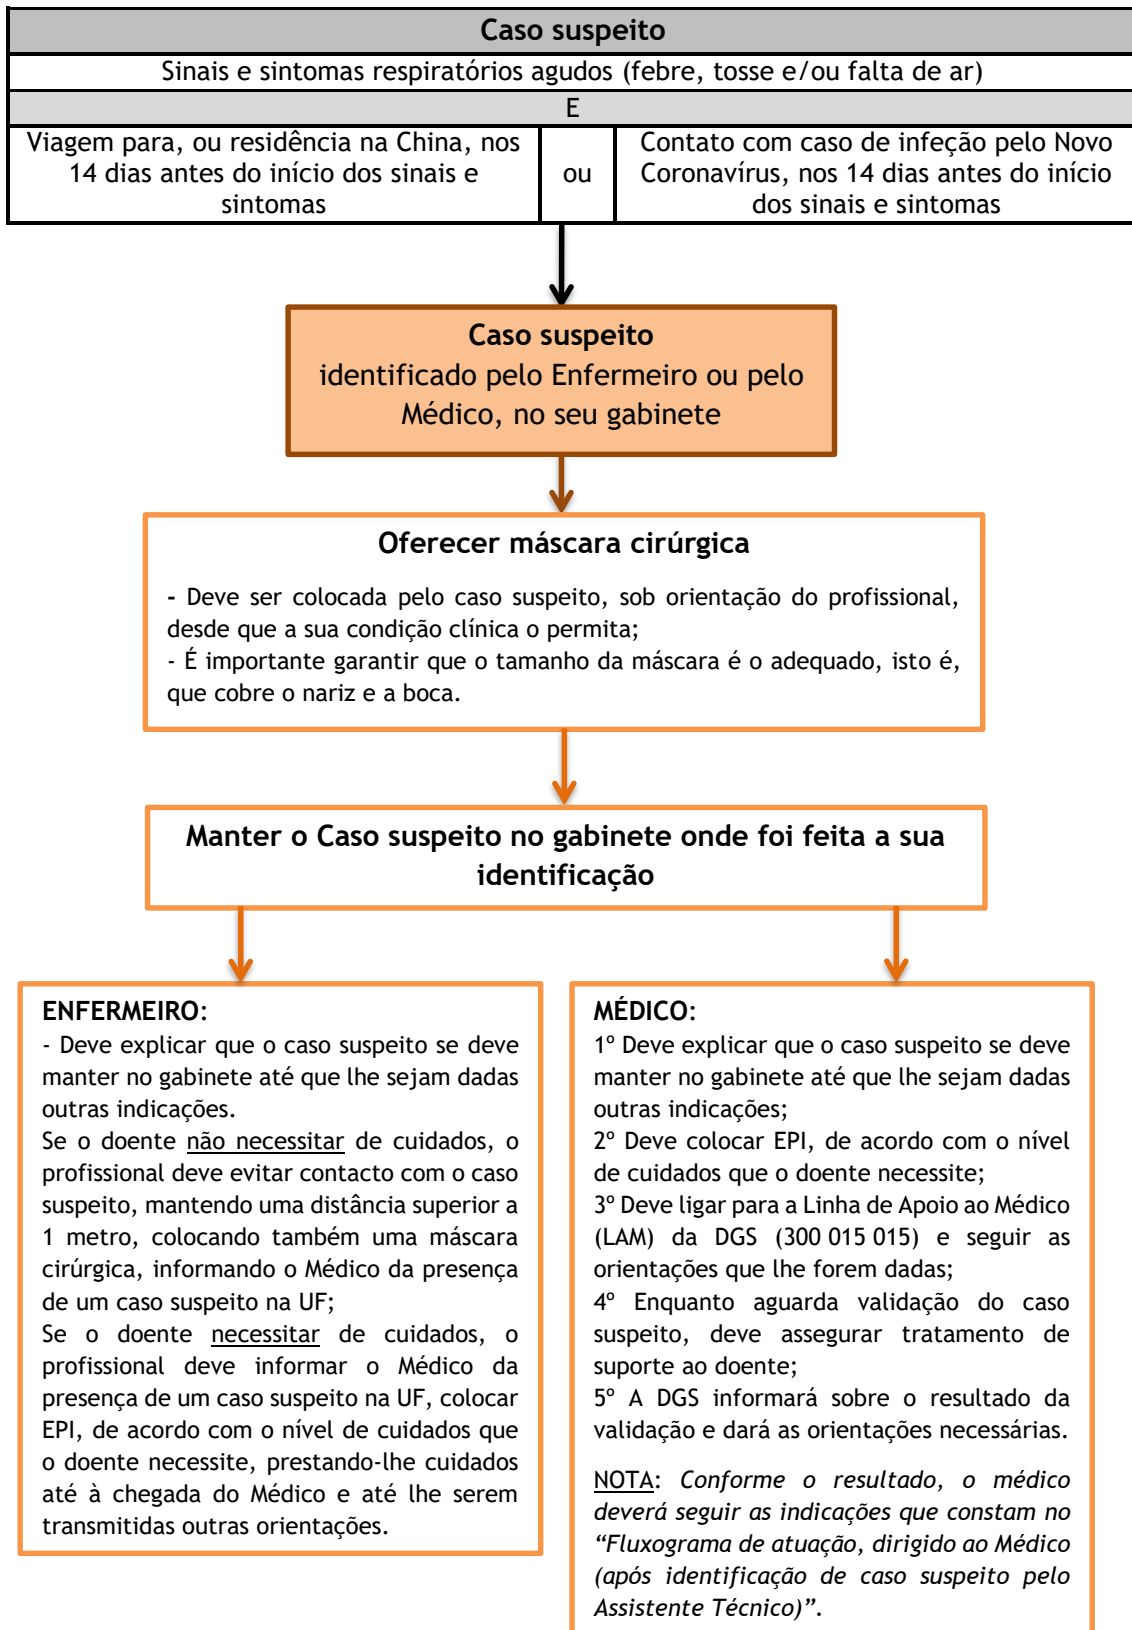 Caso suspeito
Sinais e sintomas respiratórios agudos (febre, tosse e/ou falta de ar)
E
Viagem para, ou residência na China, nos
14 dias antes do início dos sinais e
sintomas
ou
Contato com caso de infeção pelo Novo
Coronavírus, nos 14 dias antes do início
dos sinais e sintomas
Caso suspeito
identificado pelo Enfermeiro ou pelo
Médico, no seu gabinete
Oferecer máscara cirúrgica
- Deve ser colocada pelo caso suspeito, sob orientação do profissional,
desde que a sua condição clínica o permita;
- É importante garantir que o tamanho da máscara é o adequado, isto é,
que cobre o nariz e a boca.
Manter o Caso suspeito no gabinete onde foi feita a sua
identificação
ENFERMEIRO:
- Deve explicar que o caso suspeito se deve
manter no gabinete até que lhe sejam dadas
outras indicações.
Se o doente não necessitar de cuidados, o
profissional deve evitar contacto com o caso
suspeito, mantendo uma distância superior a
1 metro, colocando também uma máscara
cirúrgica, informando o Médico da presença
de um caso suspeito na UF;
Se o doente necessitar de cuidados, o
profissional deve informar o Médico da
presença de um caso suspeito na UF, colocar
EPI, de acordo com o nível de cuidados que
o doente necessite, prestando-lhe cuidados
até à chegada do Médico e até lhe serem
transmitidas outras orientações.
MÉDICO:
1º Deve explicar que o caso suspeito se deve
manter no gabinete até que lhe sejam dadas
outras indicações;
2º Deve colocar EPI, de acordo com o nível
de cuidados que o doente necessite;
3º Deve ligar para a Linha de Apoio ao Médico
(LAM) da DGS (300 015 015) e seguir as
orientações que lhe forem dadas;
4º Enquanto aguarda validação do caso
suspeito, deve assegurar tratamento de
suporte ao doente;
5º A DGS informará sobre o resultado da
validação e dará as orientações necessárias.
NOTA: Conforme o resultado, o médico
deverá seguir as indicações que constam no
“Fluxograma de atuação, dirigido ao Médico
(após identificação de caso suspeito pelo
Assistente Técnico)”.